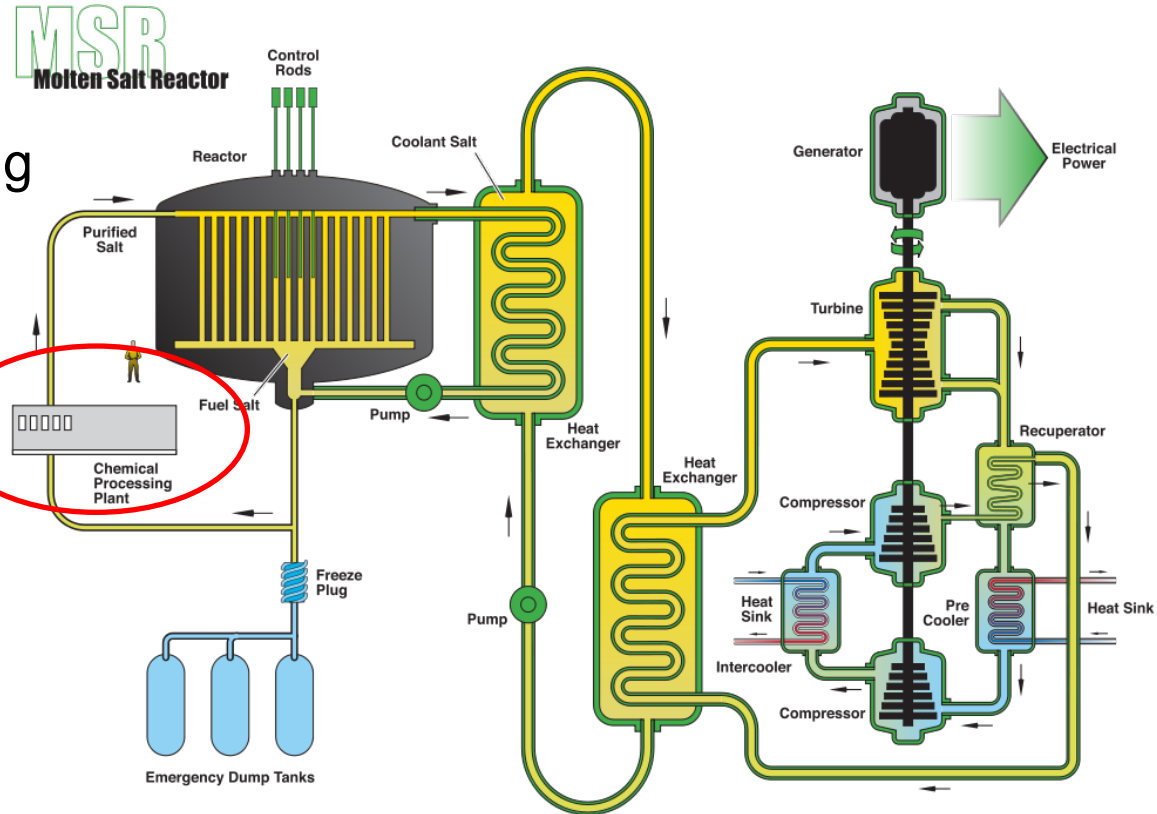 MSR
Molten Salt Reactor
g
Control
Rods
Reactor
Coolant Salt
Generator
Electrical
Power
Purified
Salt
Turbine
Fuel Salt
Pump
Heat
Exchanger
Recuperator
Heat
Exchanger
Chemical
Processing
Plant
Compressor
Freeze
Plug
Pump
Heat
Sink
Pre
Cooler
Heat Sink
Intercooler
Compressor
Emergency Dump Tanks